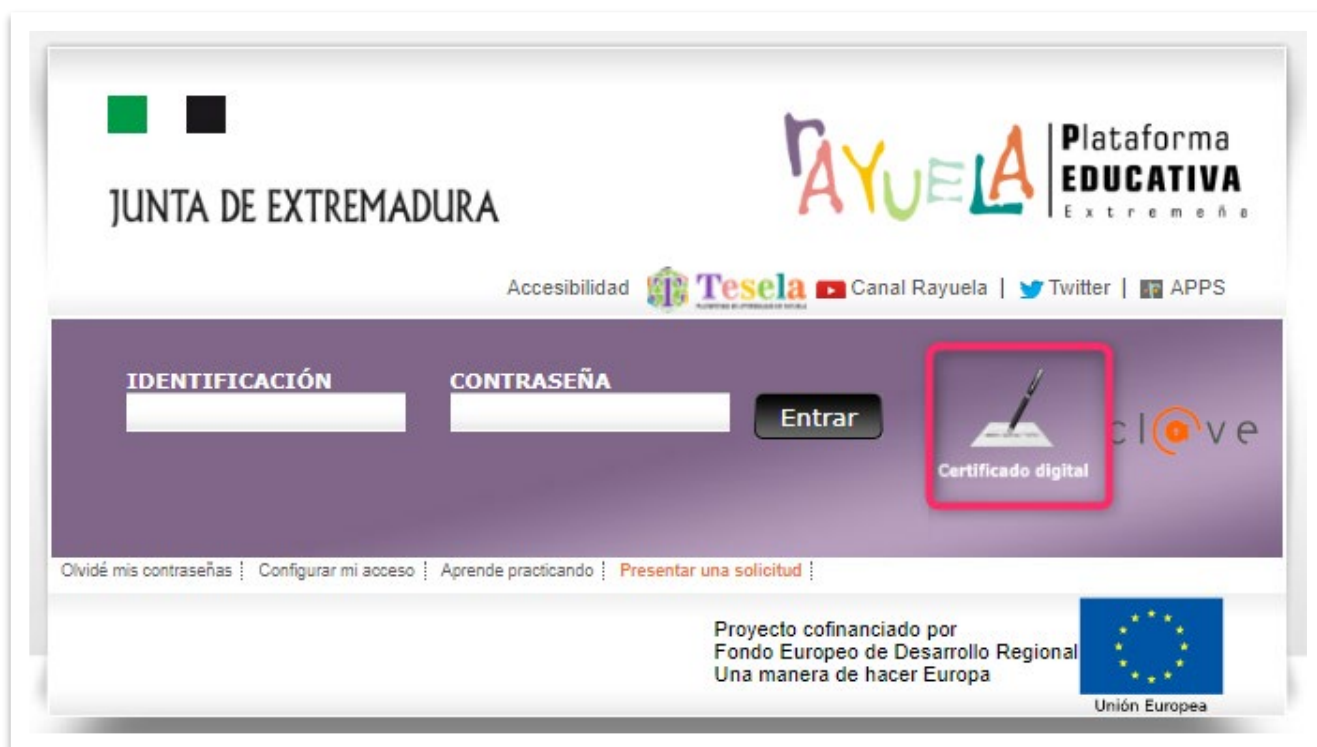 RAYUELA
Plataforma
EDUCATIVA
Extremeña
JUNTA DE EXTREMADURA
Accesibilidad Tesela Canal Rayuela | Twitter | APPS
IDENTIFICACIÓN CONTRASEÑA
Entrar
cl@ve
Certificado digital
Olvidé mis contraseñas Configurar mi acceso Aprende practicando Presentar una solicitud
Proyecto cofinanciado por
Fondo Europeo de Desarrollo Regional
Una manera de hacer Europa
Unión Europea